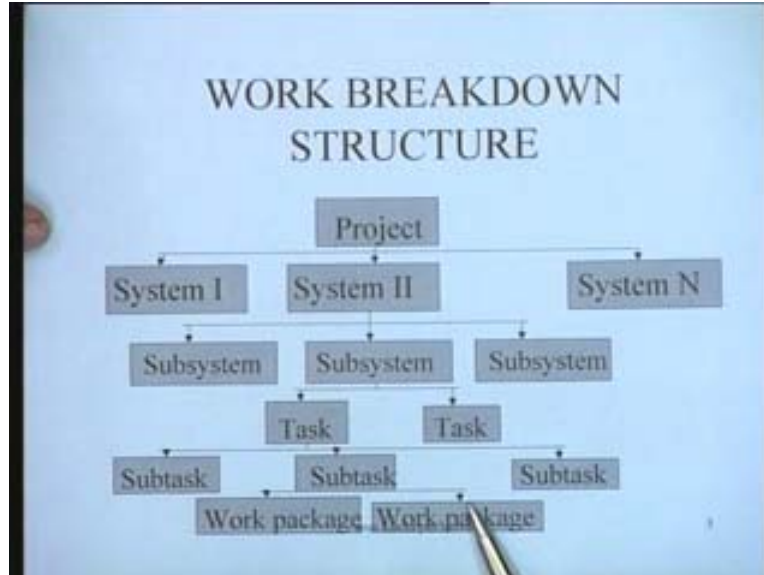 WORK BREAKDOWN
STRUCTURE
Project
System I System II System N
Subsystem Subsystem Subsystem
Task Task
Subtask Subtask Subtask
Work package Work package